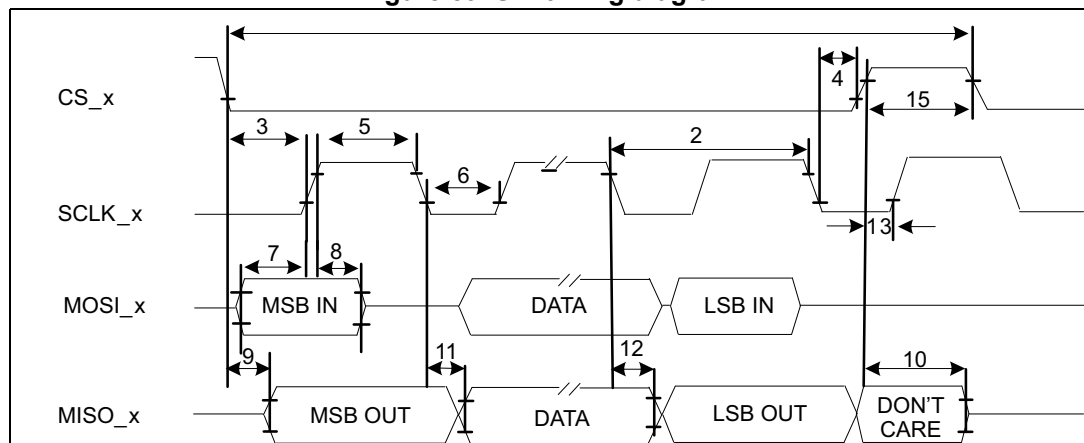 4
CS_x
15
3
5
2
6
SCLK_x
13
7
8
MOSI_x
MSB IN
DATA
LSB IN
9
11
12
10
MISO_x
MSB OUT
DATA
LSB OUT
DON'T
CARE